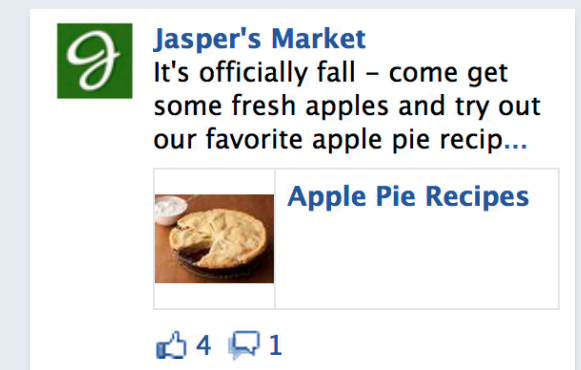 Jasper's Market
It's officially fall – come get
some fresh apples and try out
our favorite apple pie recip...
Apple Pie Recipes
4 1